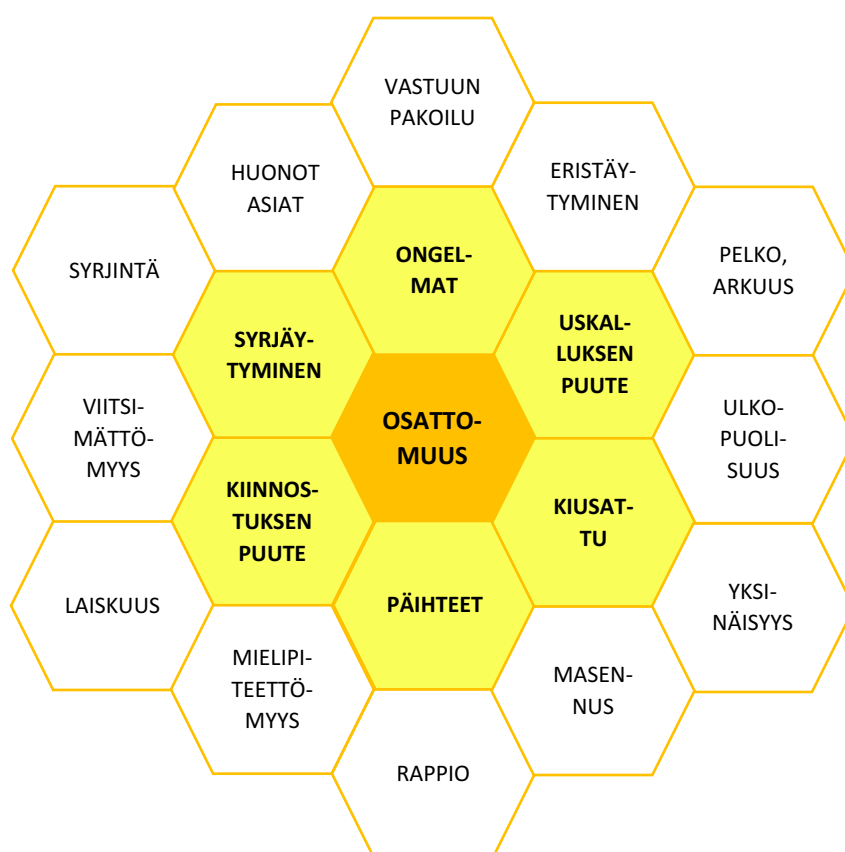 VASTUUN
PAKOILU
HUONOT
ASIAT
ERISTÄY-
TYMINEN
SYRJINTÄ
ONGEL-
MAT
PELKO,
ARKUUS
SYRJÄY-
TYMINEN
USKAL-
LUKSEN
PUUTE
VIITSI-
MÄTTÖ-
MYYS
OSATTO-
MUUS
ULKO-
PUOLI-
SUUS
KIINNOS-
TUKSEN
PUUTE
KIUSAT-
TU
LAISKUUS
PÄIHTEET
YKSI-
NÄISYYS
MIELIPI-
TEETTÖ-
MYYS
MASEN-
NUS
RAPPIO